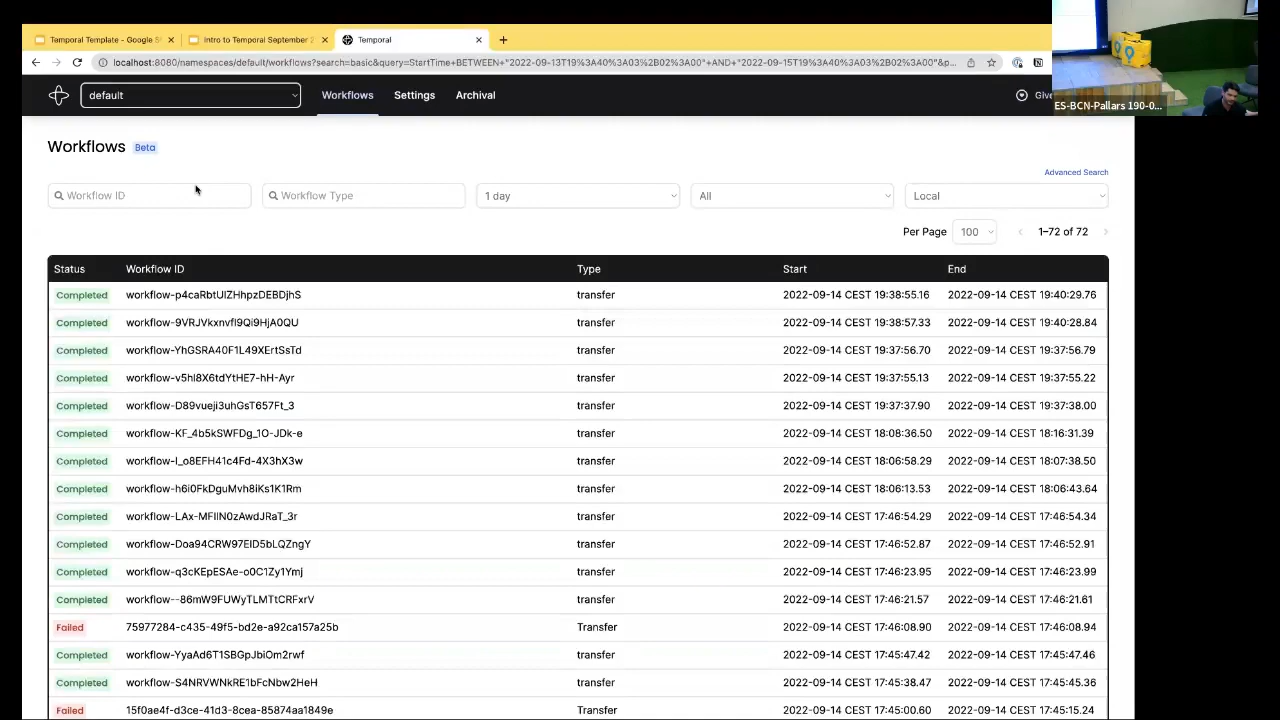 Temporal Template - Google S
Intro to Temporal September 2
Temporal
localhost:8080/namespaces/default/workflows?search=basic&query=StartTime+BETWEEN+"2022-09-13T19%3A40%3A03%2B02%3A00"+AND+"2022-09-15T19%3A40%3A03%2B02%3A00"&p...
default
Workflows
Settings
Archival
Give
ES-BCN-Pallars 190-0...
Workflows Beta
Advanced Search
Workflow ID
Workflow Type
1 day
All
Local
Per Page 100 1–72 of 72
Status Workflow ID Type Start End
Completed workflow-p4caRbtUIZHhpzDEBDjhS transfer 2022-09-14 CEST 19:38:55.16 2022-09-14 CEST 19:40:29.76
Completed workflow-9VRJVkxnvfl9Qi9HjA0QU transfer 2022-09-14 CEST 19:38:57.33 2022-09-14 CEST 19:40:28.84
Completed workflow-YhGSRA40F1L49XErtSsTd transfer 2022-09-14 CEST 19:37:56.70 2022-09-14 CEST 19:37:56.79
Completed workflow-v5hl8X6tdYtHE7-hH-Ayr transfer 2022-09-14 CEST 19:37:55.13 2022-09-14 CEST 19:37:55.22
Completed workflow-D89vueji3uhGsT657Ft_3 transfer 2022-09-14 CEST 19:37:37.90 2022-09-14 CEST 19:37:38.00
Completed workflow-KF_4b5kSWFDg_1O-JDk-e transfer 2022-09-14 CEST 18:08:36.50 2022-09-14 CEST 18:16:31.39
Completed workflow-l_o8EFH41c4Fd-4X3hX3w transfer 2022-09-14 CEST 18:06:58.29 2022-09-14 CEST 18:07:38.50
Completed workflow-h6i0FkDguMvh8iKs1K1Rm transfer 2022-09-14 CEST 18:06:13.53 2022-09-14 CEST 18:06:43.64
Completed workflow-LAx-MFIlN0zAwdJRaT_3r transfer 2022-09-14 CEST 17:46:54.29 2022-09-14 CEST 17:46:54.34
Completed workflow-Doa94CRW97EID5bLQZngY transfer 2022-09-14 CEST 17:46:52.87 2022-09-14 CEST 17:46:52.91
Completed workflow-q3cKEpESAe-o0C1Zy1Ymj transfer 2022-09-14 CEST 17:46:23.95 2022-09-14 CEST 17:46:23.99
Completed workflow--86mW9FUWyTLMTtCRFxrV transfer 2022-09-14 CEST 17:46:21.57 2022-09-14 CEST 17:46:21.61
Failed 75977284-c435-49f5-bd2e-a92ca157a25b Transfer 2022-09-14 CEST 17:46:08.90 2022-09-14 CEST 17:46:08.94
Completed workflow-YyaAd6T1SBGpJbiOm2rwf transfer 2022-09-14 CEST 17:45:47.42 2022-09-14 CEST 17:45:47.46
Completed workflow-S4NRVWNkRE1bFcNbw2HeH transfer 2022-09-14 CEST 17:45:38.47 2022-09-14 CEST 17:45:45.36
Failed 15f0ae4f-d3ce-41d3-8cea-85874aa1849e Transfer 2022-09-14 CEST 17:45:00.60 2022-09-14 CEST 17:45:15.24